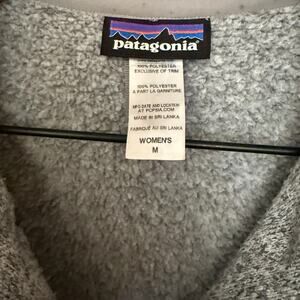 patagonia
100% POLYESTER
EXCLUSIVE OF TRIM
100% POLYESTER
A PART LA GARNITURE
MFG DATE AND LOCATION
AT POPSIA.COM
MADE IN SRI LANKA
FABRIQUÉ AU SRI LANKA
WOMEN'S
M